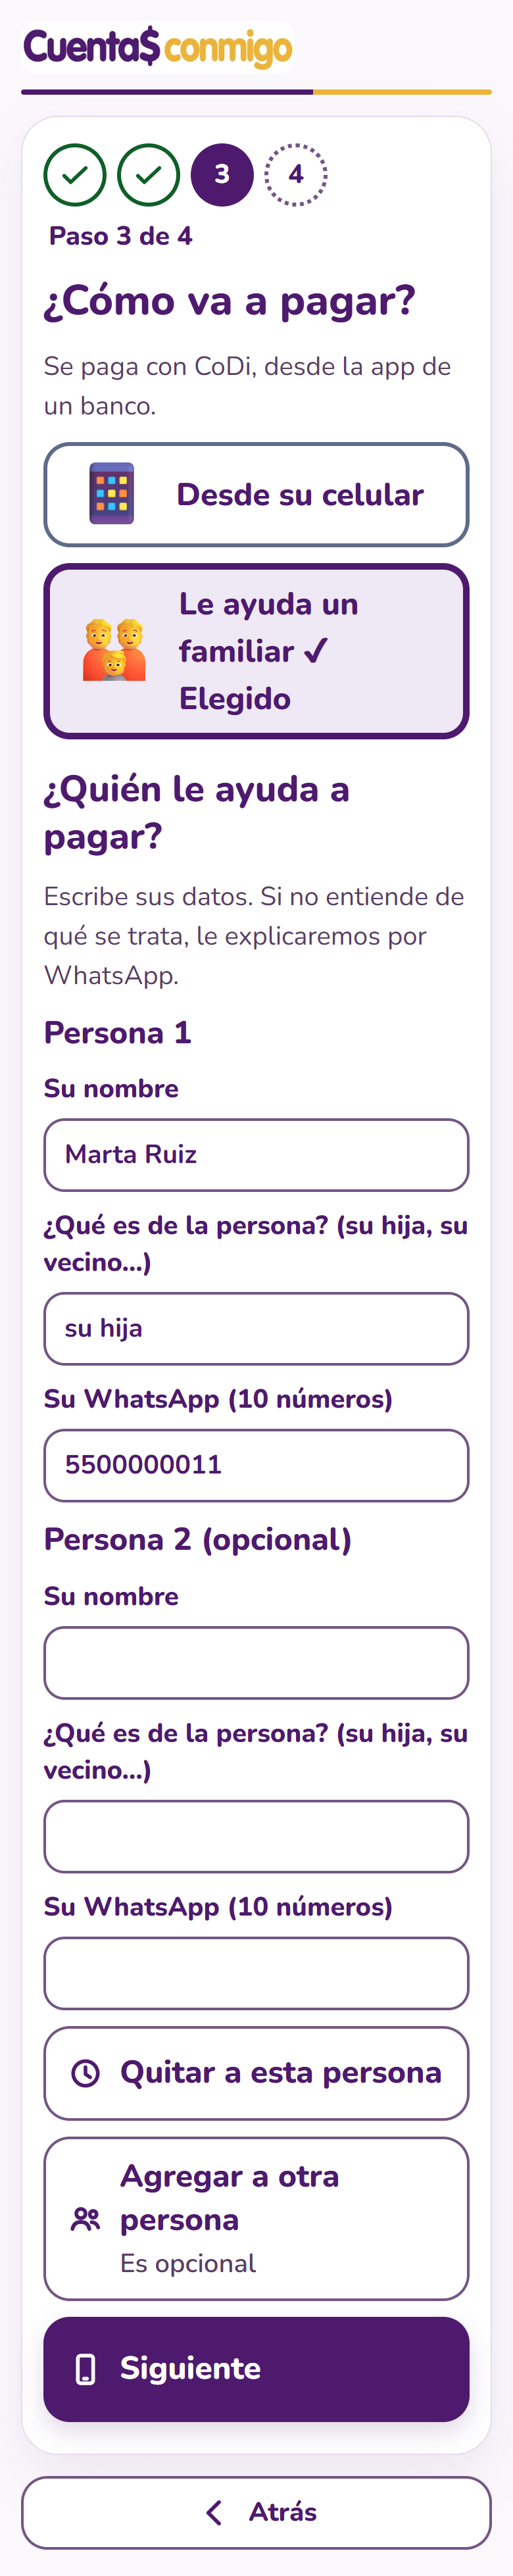 Cuenta$ conmigo
3
4
Paso 3 de 4
¿Cómo va a pagar?
Se paga con CoDi, desde la app de
un banco.
Desde su celular
Le ayuda un
familiar ✓
Elegido
¿Quién le ayuda a
pagar?
Escribe sus datos. Si no entiende de
qué se trata, le explicaremos por
WhatsApp.
Persona 1
Su nombre
Marta Ruiz
¿Qué es de la persona? (su hija, su
vecino...)
su hija
Su WhatsApp (10 números)
5500000011
Persona 2 (opcional)
Su nombre
¿Qué es de la persona? (su hija, su
vecino...)
Su WhatsApp (10 números)
Quitar a esta persona
Agregar a otra
persona
Es opcional
Siguiente
Atrás